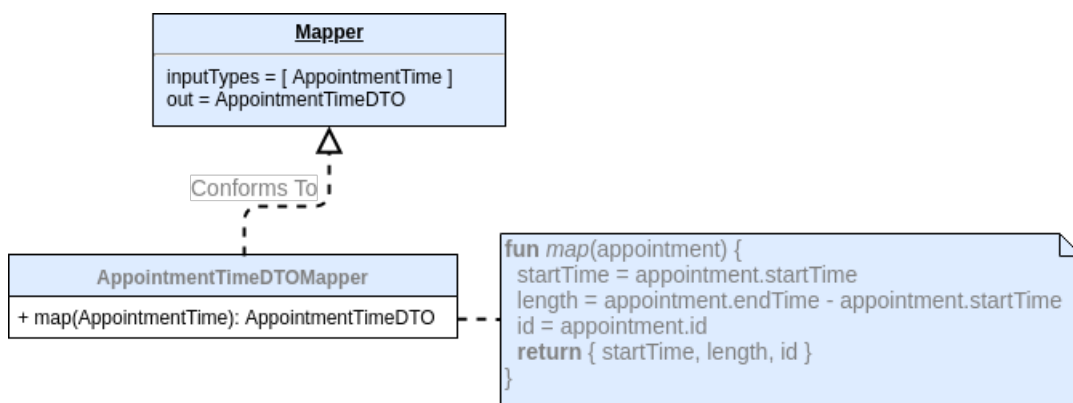 Mapper
inputTypes = [ AppointmentTime ]
out = AppointmentTimeDTO
Conforms To
AppointmentTimeDTOMapper
+ map(AppointmentTime): AppointmentTimeDTO
fun map(appointment) {
startTime = appointment.startTime
length = appointment.endTime - appointment.startTime
id = appointment.id
return { startTime, length, id }
}